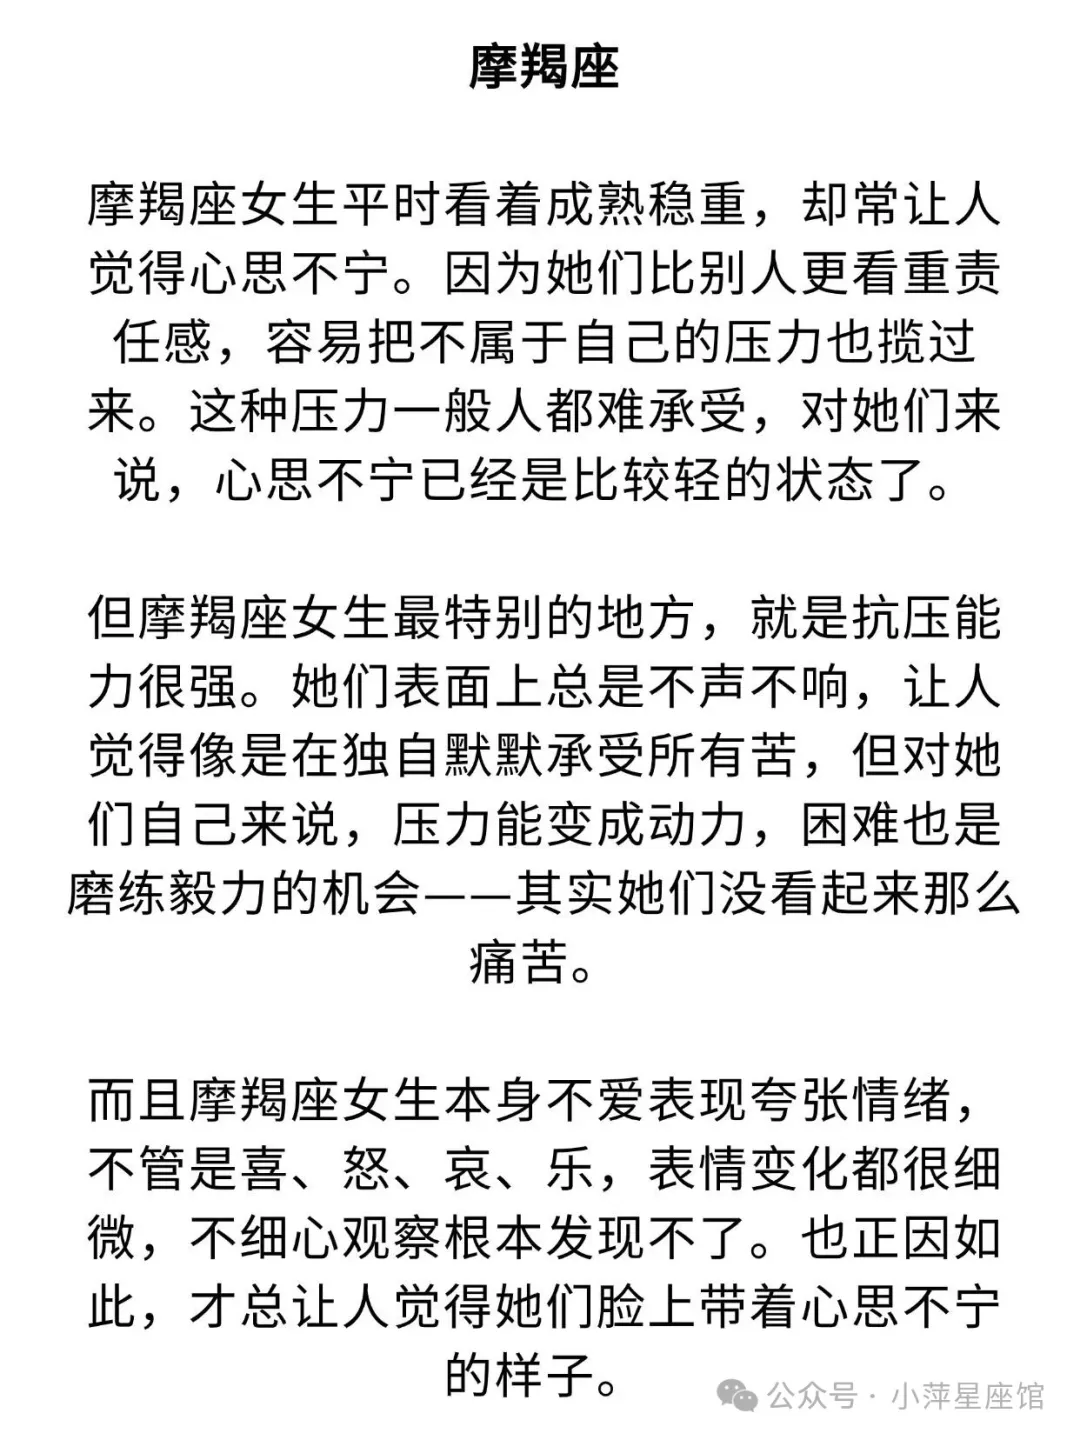 摩羯座
摩羯座女生平时看着成熟稳重，却常让人
觉得心思不宁。因为她们比别人更看重责
任感，容易把不属于自己的压力也揽过
来。这种压力一般人都难承受，对她们来
说，心思不宁已经是比较轻的状态了。
但摩羯座女生最特别的地方，就是抗压能
力很强。她们表面上总是不声不响，让人
觉得像是在独自默默承受所有苦，但对她
们自己来说，压力能变成动力，困难也是
磨练毅力的机会——其实她们没看起来那么
痛苦。
而且摩羯座女生本身不爱表现夸张情绪，
不管是喜、怒、哀、乐，表情变化都很细
微，不细心观察根本发现不了。也正因如
此，才总让人觉得她们脸上带着心思不宁
的样子。
公众号 · 小萍星座馆